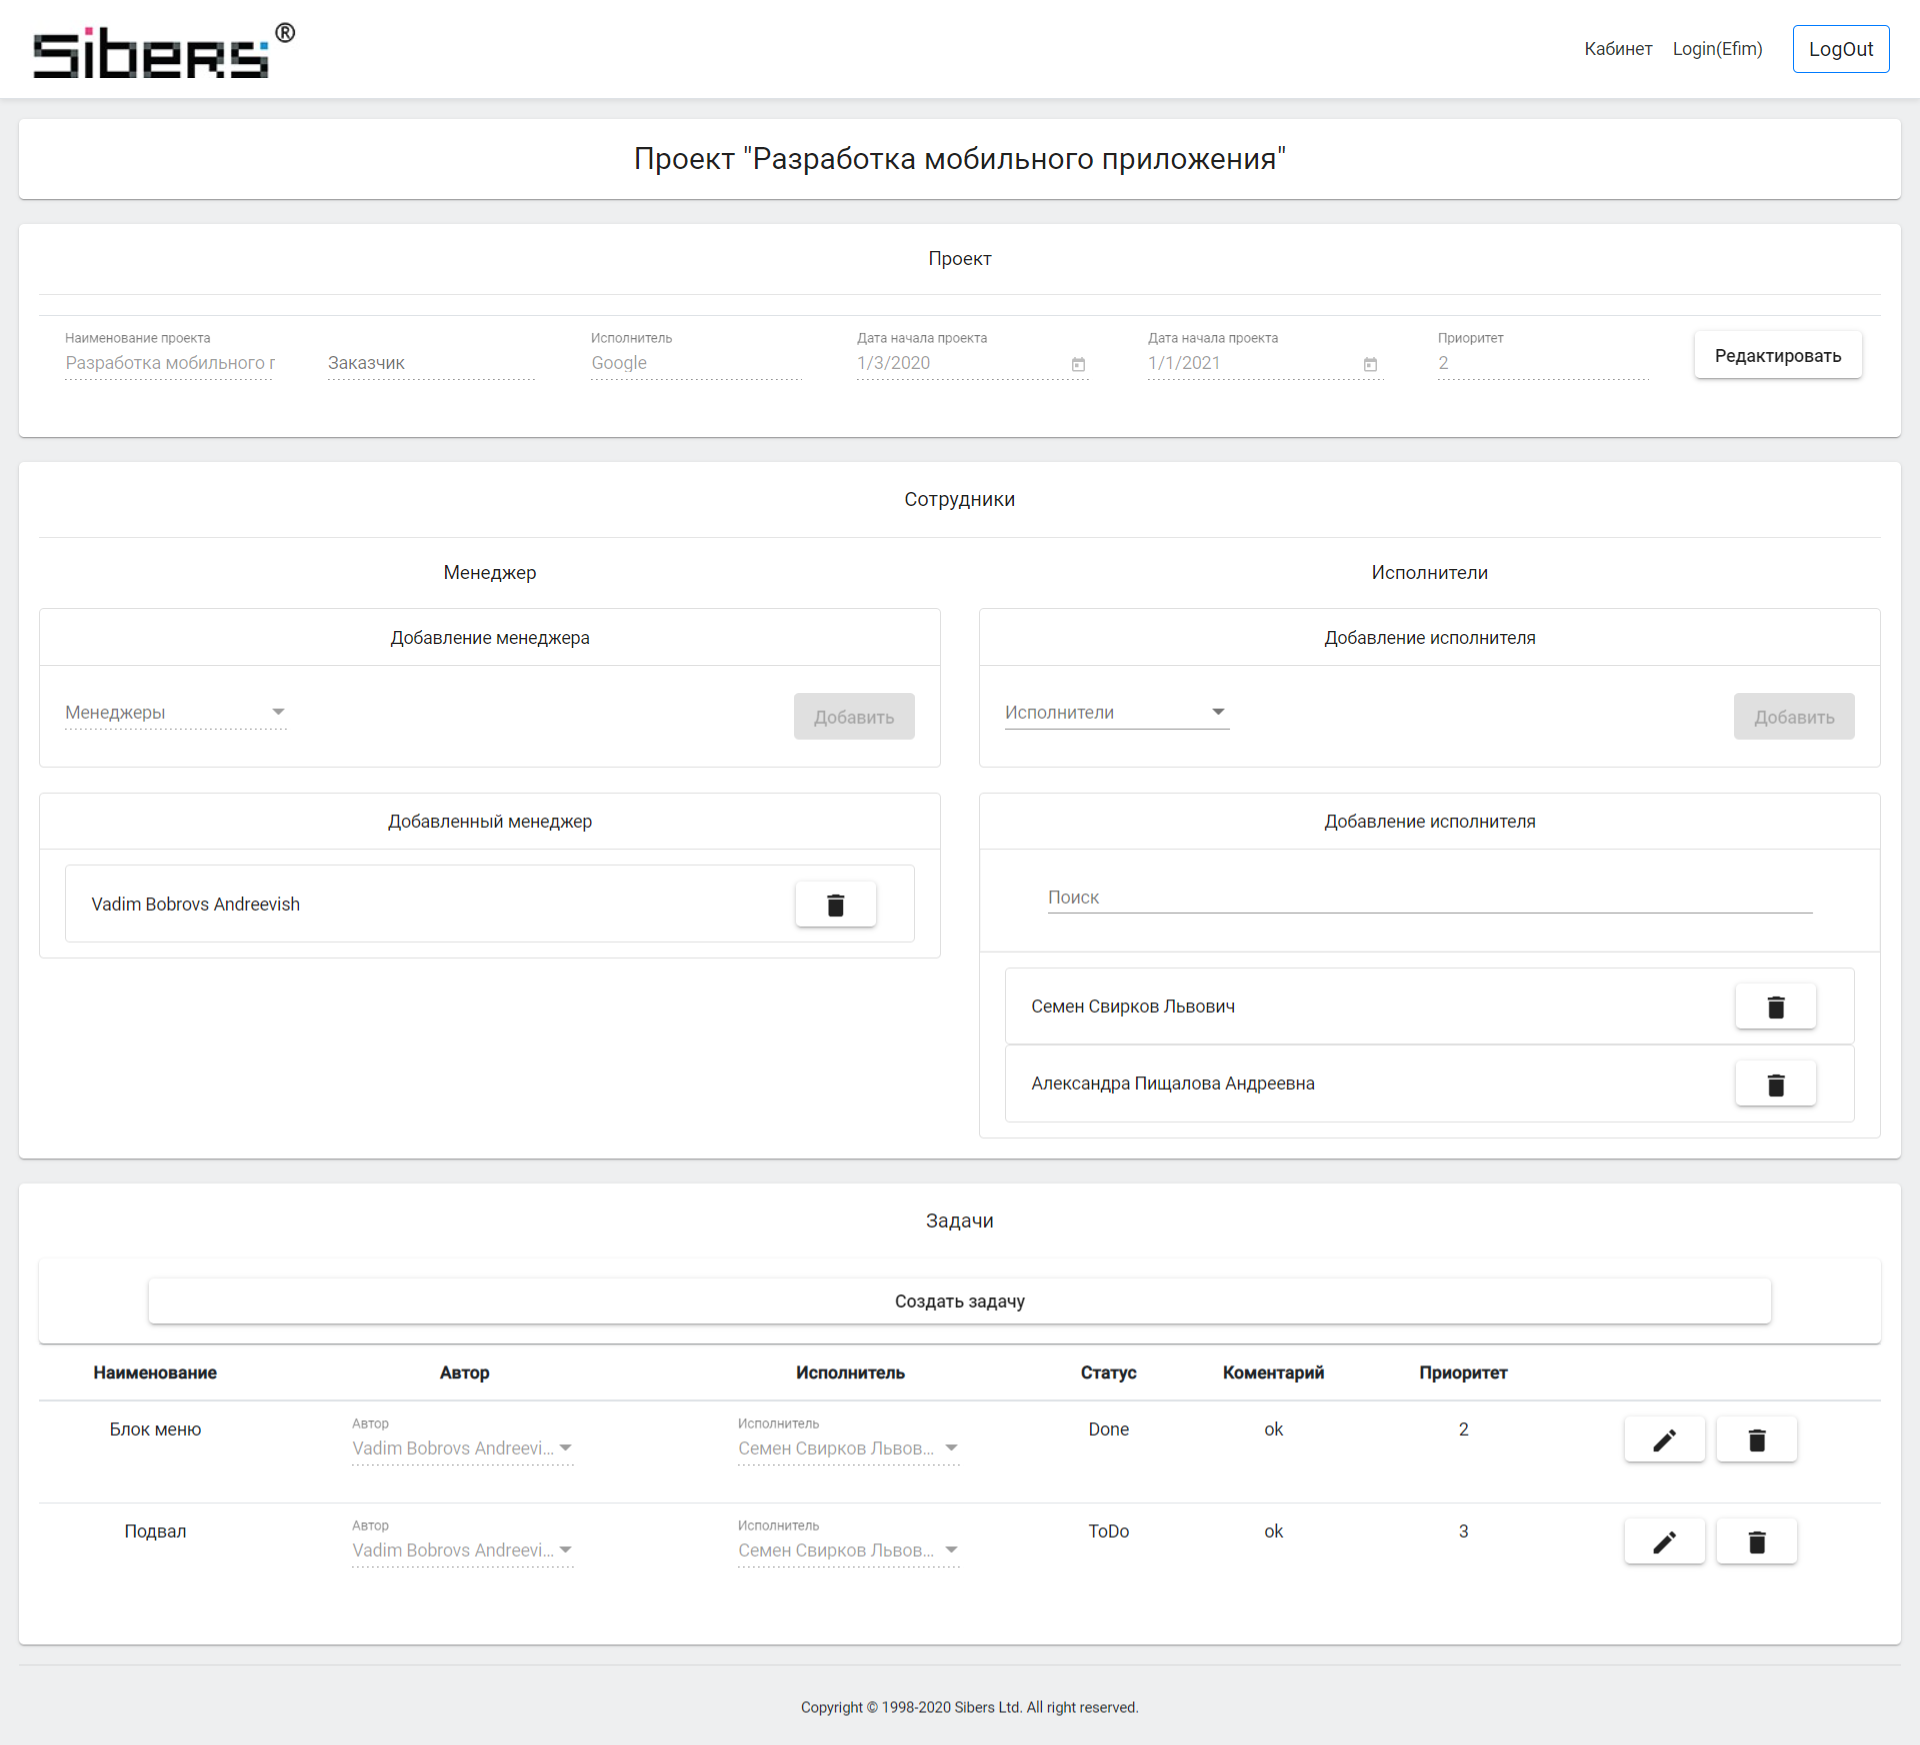 Sibers®
Кабинет Login(Efim) LogOut
Проект "Разработка мобильного приложения"
Проект
Наименование проекта Исполнитель Дата начала проекта Дата начала проекта Приоритет
Разработка мобильного г Заказчик Google 1/3/2020 1/1/2021 2 Редактировать
Сотрудники
Менеджер
Добавление менеджера
Менеджеры Добавить
Добавленный менеджер
Vadim Bobrovs Andreevish
Исполнители
Добавление исполнителя
Исполнители Добавить
Добавление исполнителя
Поиск
Семен Свирков Львович
Александра Пищалова Андреевна
Задачи
Создать задачу
Наименование Автор Исполнитель Статус Коментарий Приоритет
Автор Исполнитель
Блок меню Vadim Bobrovs Andreevi... Семен Свирков Львов... Done ok 2
Автор Исполнитель
Подвал Vadim Bobrovs Andreevi... Семен Свирков Львов... ToDo ok 3
Copyright © 1998-2020 Sibers Ltd. All right reserved.